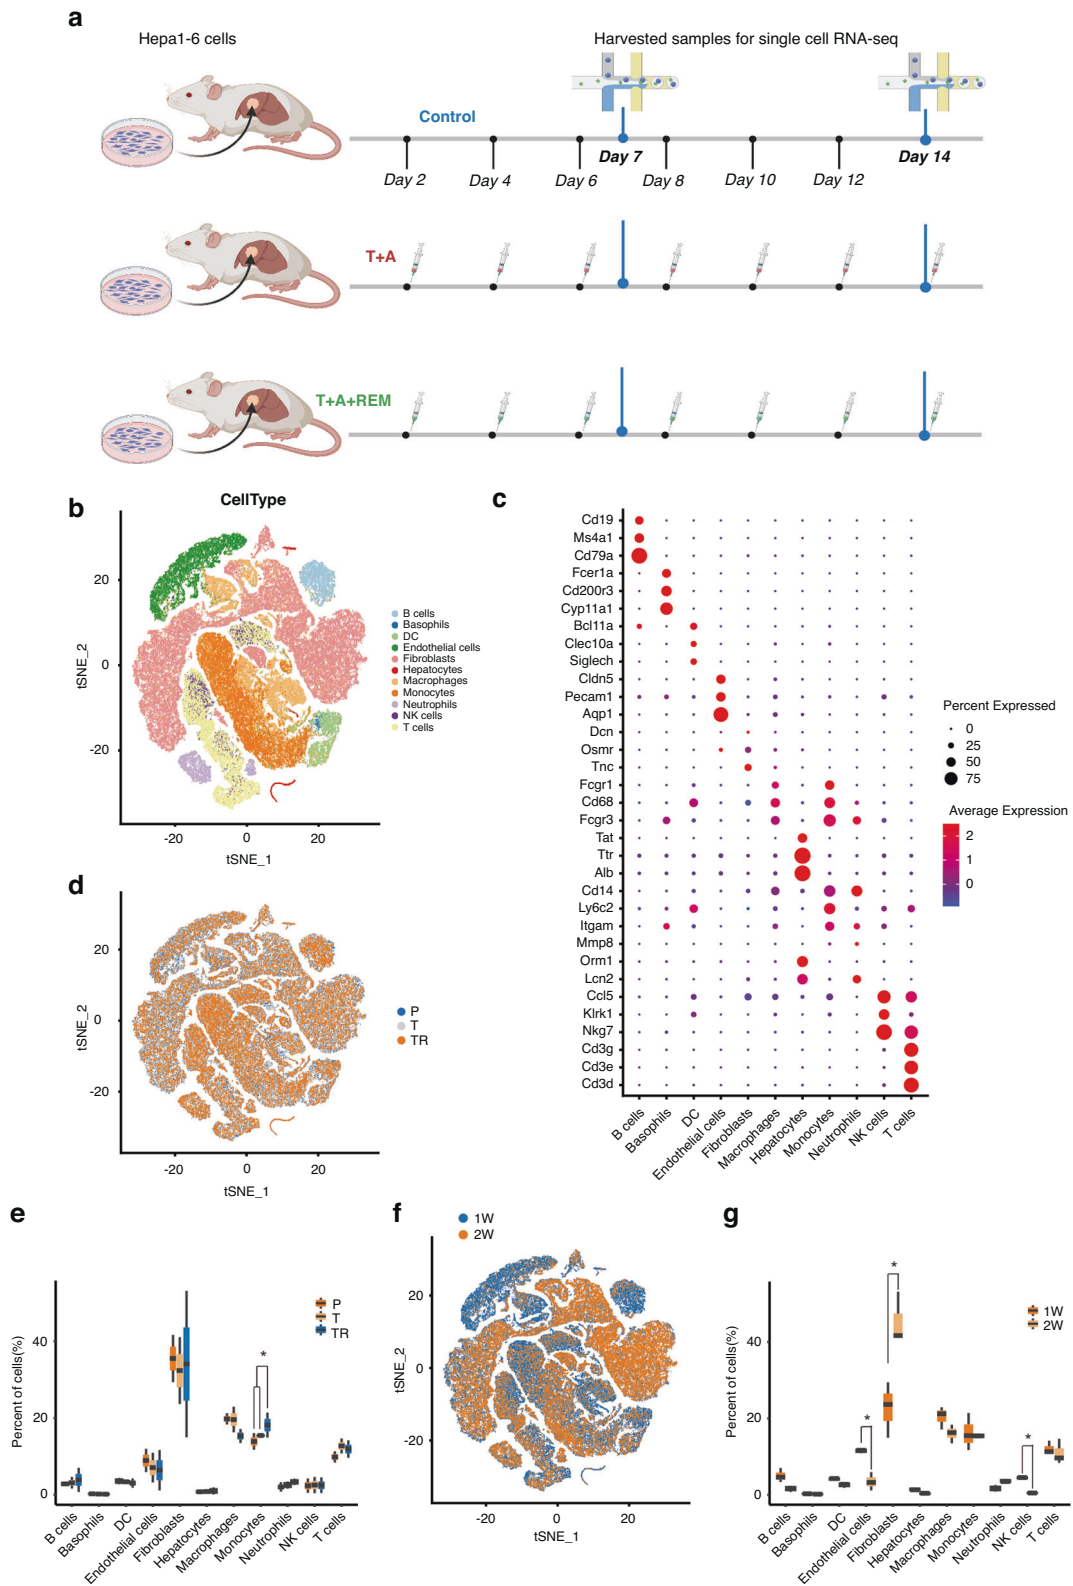 a
Hepa1-6 cells
Harvested samples for single cell RNA-seq
Control
Day 2
Day 4
Day 6
Day 7
Day 8
Day 10
Day 12
Day 14
T+A
T+A+REM
b
CellType
20
0
-20
-20
0
20
tSNE_2
tSNE_1
B cells
Basophils
DC
Endothelial cells
Fibroblasts
Hepatocytes
Macrophages
Monocytes
Neutrophils
NK cells
T cells
c
Cd19
Ms4a1
Cd79a
Fcer1a
Cd200r3
Cyp11a1
Bcl11a
Clec10a
Siglech
Cldn5
Pecam1
Aqp1
Dcn
Osmr
Tnc
Fcgr1
Cd68
Fcgr3
Tat
Ttr
Alb
Cd14
Ly6c2
Itgam
Mmp8
Orm1
Lcn2
Ccl5
Klrk1
Nkg7
Cd3g
Cd3e
Cd3d
B cells
Basophils
DC
Endothelial cells
Fibroblasts
Macrophages
Hepatocytes
Monocytes
Neutrophils
NK cells
T cells
Percent Expressed
0
25
50
75
Average Expression
2
1
0
d
20
0
-20
-20
0
20
tSNE_2
tSNE_1
P
T
TR
e
Percent of cells(%)
40
20
0
P
T
TR
*
B cells
Basophils
DC
Endothelial cells
Fibroblasts
Hepatocytes
Macrophages
Monocytes
Neutrophils
NK cells
T cells
f
1W
2W
20
0
-20
-20
0
20
tSNE_2
tSNE_1
g
Percent of cells(%)
40
20
0
1W
2W
*
*
*
B cells
Basophils
DC
Endothelial cells
Fibroblasts
Hepatocytes
Macrophages
Monocytes
Neutrophils
NK cells
T cells